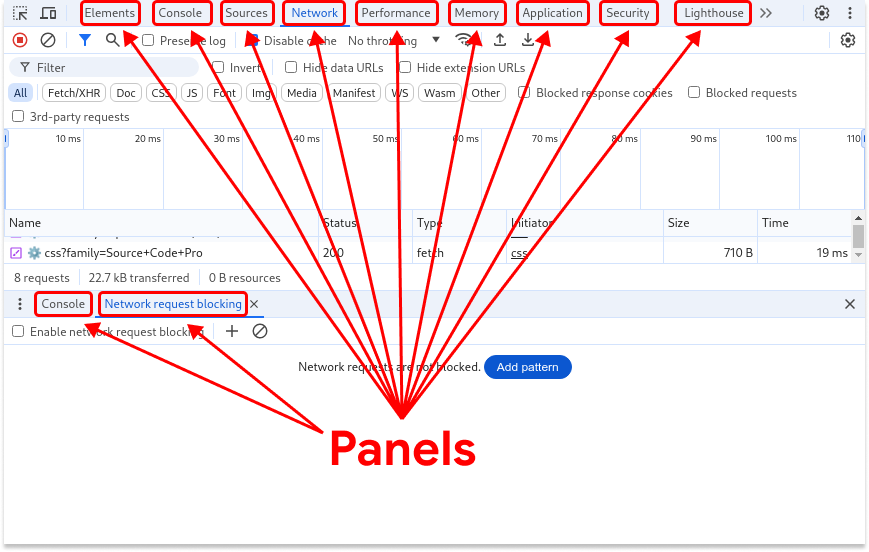 Elements Console Sources Network Performance Memory Application Security Lighthouse
Preserve log Disable cache No throttling
Filter Invert Hide data URLs Hide extension URLs
All Fetch/XHR Doc CSS JS Font Img Media Manifest WS Wasm Other Blocked response cookies Blocked requests
3rd-party requests
10 ms 20 ms 30 ms 40 ms 50 ms 60 ms 70 ms 80 ms 90 ms 100 ms 110
Name Status Type Initiator Size Time
css?family=Source+Code+Pro 200 fetch css 710 B 19 ms
8 requests 22.7 kB transferred 0 B resources
Console Network request blocking
Enable network request blocking
Network requests are not blocked. Add pattern
Panels